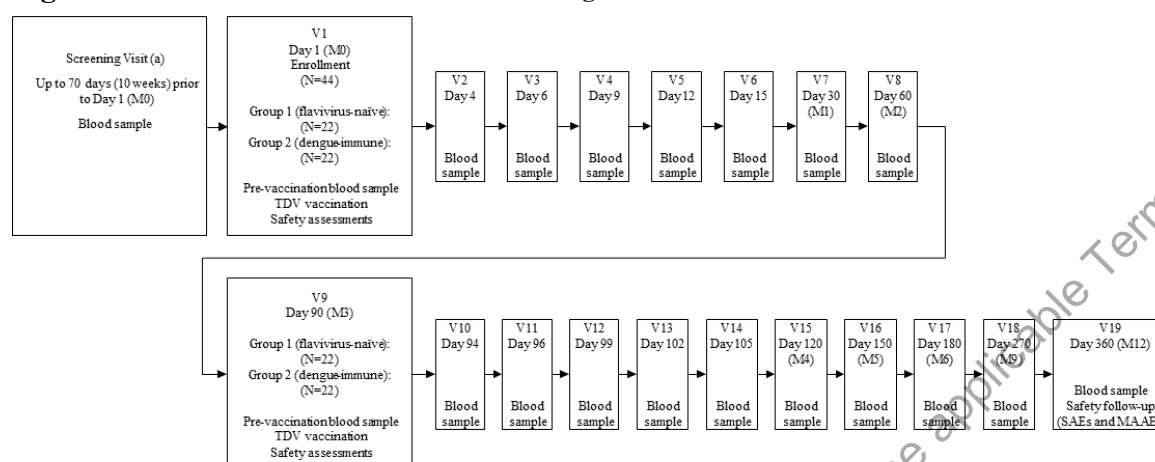 Screening Visit (a)
Up to 70 days (10 weeks) prior
to Day 1 (M0)
Blood sample
V1
Day 1 (M0)
Enrollment
(N=44)
Group 1 (flavivirus-naïve):
(N=22)
Group 2 (dengue-immune):
(N=22)
Pre-vaccination blood sample
TDV vaccination
Safety assessments
V2
Day 4
Blood
sample
V3
Day 6
Blood
sample
V4
Day 9
Blood
sample
V5
Day 12
Blood
sample
V6
Day 15
Blood
sample
V7
Day 30
(M1)
Blood
sample
V8
Day 60
(M2)
Blood
sample
V9
Day 90 (M3)
Group 1 (flavivirus-naïve):
(N=22)
Group 2 (dengue-immune):
(N=22)
Pre-vaccination blood sample
TDV vaccination
Safety assessments
V10
Day 94
Blood
sample
V11
Day 96
Blood
sample
V12
Day 99
Blood
sample
V13
Day 102
Blood
sample
V14
Day 105
Blood
sample
V15
Day 120
(M4)
Blood
sample
V16
Day 150
(M5)
Blood
sample
V17
Day 180
(M6)
Blood
sample
V18
Day 270
(M9)
Blood
sample
V19
Day 360 (M12)
Blood sample
Safety follow-up
(SAEs and MAAE
applicable Term